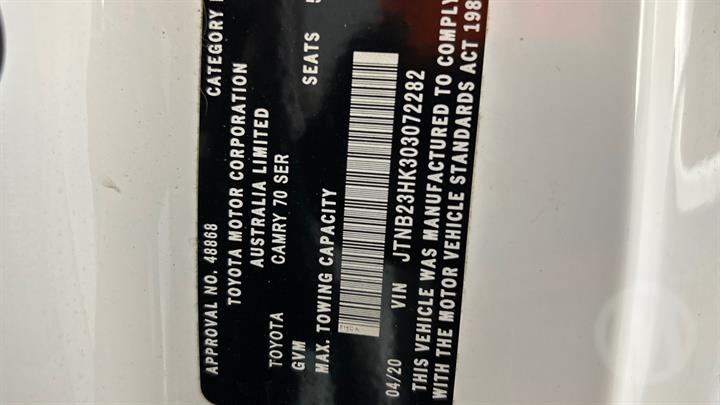 APPROVAL NO. 48868 CATEGORY
TOYOTA MOTOR CORPORATION
AUSTRALIA LIMITED
TOYOTA CAMRY 70 SER
GVM SEATS 5
MAX. TOWING CAPACITY
04/20 VIN JTNB23HK303072282
THIS VEHICLE WAS MANUFACTURED TO COMPLY
WITH THE MOTOR VEHICLE STANDARDS ACT 198